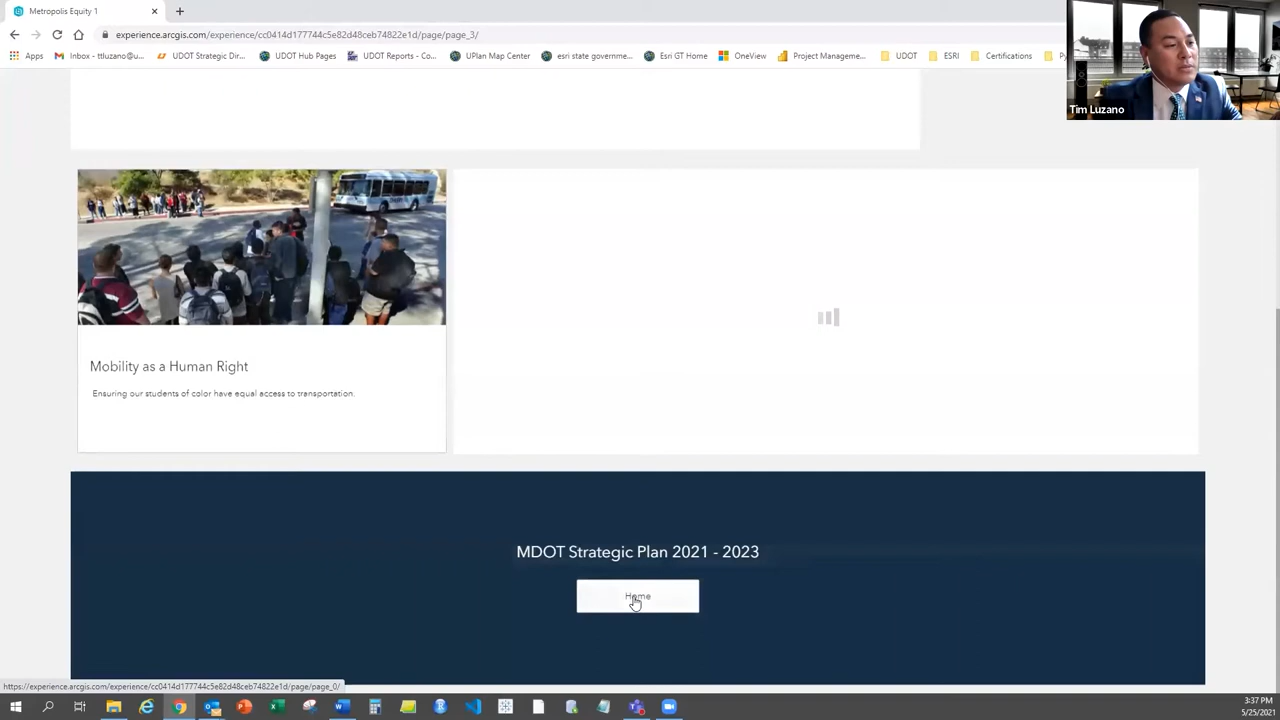 Metropolis Equity 1
experience.arcgis.com/experience/cc0414d177744c5e82d48ceb74822e1d/page/page_3/
Apps
Inbox - ttluzano@u...
UDOT Strategic Dir...
UDOT Hub Pages
UDOT Rports - Co...
UPlan Map Center
esri state governme...
Esri GT Home
OneView
Project Manageme...
UDOT
ESRI
Certifications
Tim Luzano
Mobility as a Human Right
Ensuring our students of color have equal access to transportation.
MDOT Strategic Plan 2021 - 2023
Home
https://experience.arcgis.com/experience/cc0414d177744c5e82d48ceb74822e1d/page/page_0/
3:37 PM
5/25/2021